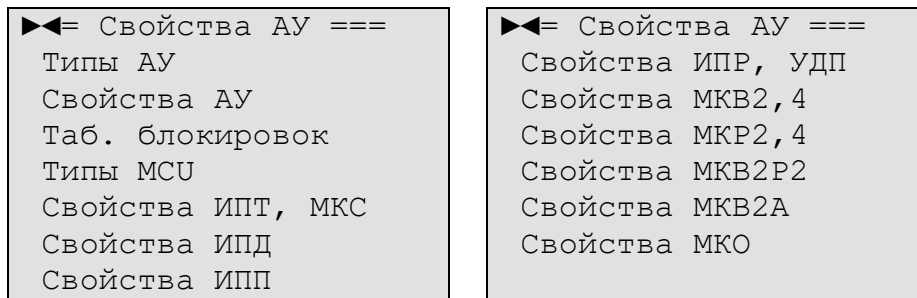 ►◄= Свойства АУ ===
Типы АУ
Свойства АУ
Таб. блокировок
Типы MCU
Свойства ИПТ, МКС
Свойства ИПД
Свойства ИПП
►◄= Свойства АУ ===
Свойства ИПР, УДП
Свойства МКВ2,4
Свойства МКР2,4
Свойства МКВ2Р2
Свойства МКВ2А
Свойства МКО